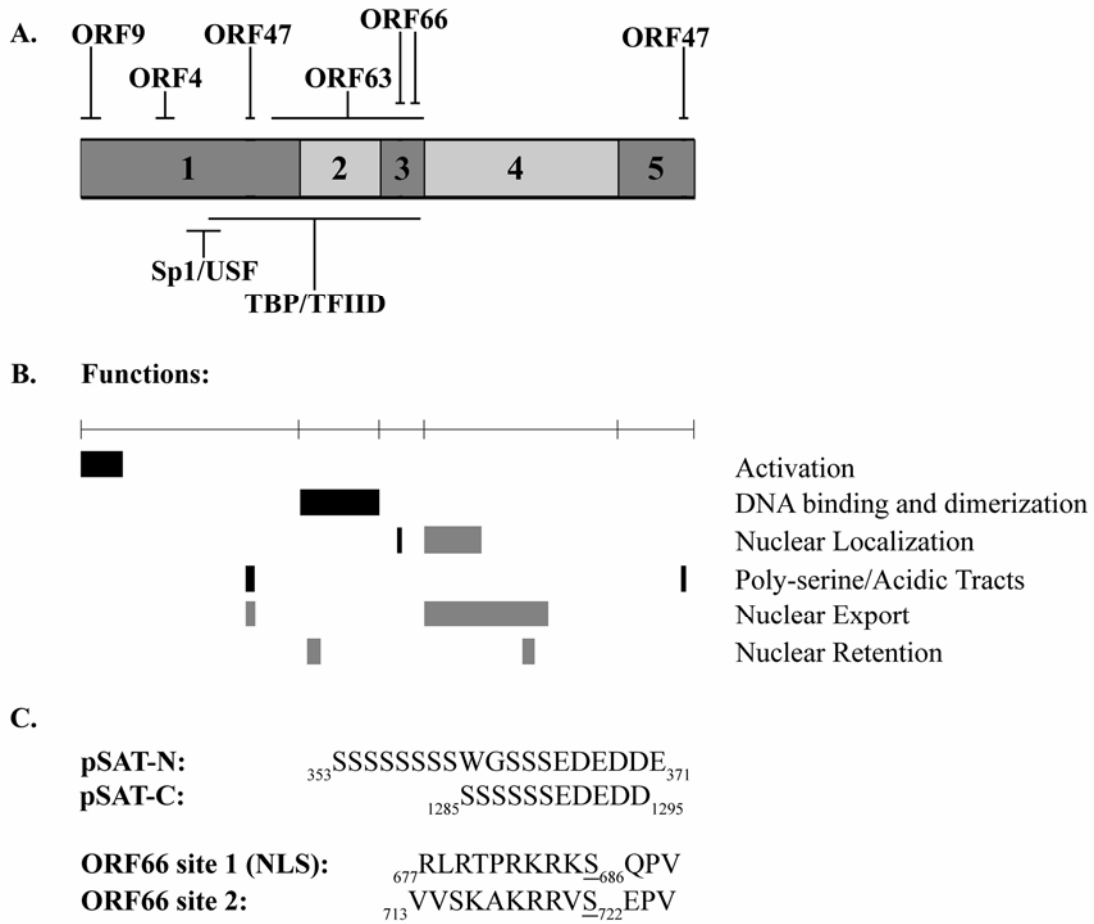 A.
ORF9 ORF47 ORF66 ORF47
ORF4 ORF63
1 2 3 4 5
Sp1/USF
TBP/TFIID
B. Functions:
Activation
DNA binding and dimerization
Nuclear Localization
Poly-serine/Acidic Tracts
Nuclear Export
Nuclear Retention
C.
pSAT-N: 353SSSSSSSSWGSSSEDEDDE371
pSAT-C: 1285SSSSSSEDEDD1295
ORF66 site 1 (NLS): 677RLRTPRKRKS686QPV
ORF66 site 2: 713VVSKAKRRVS722EPV